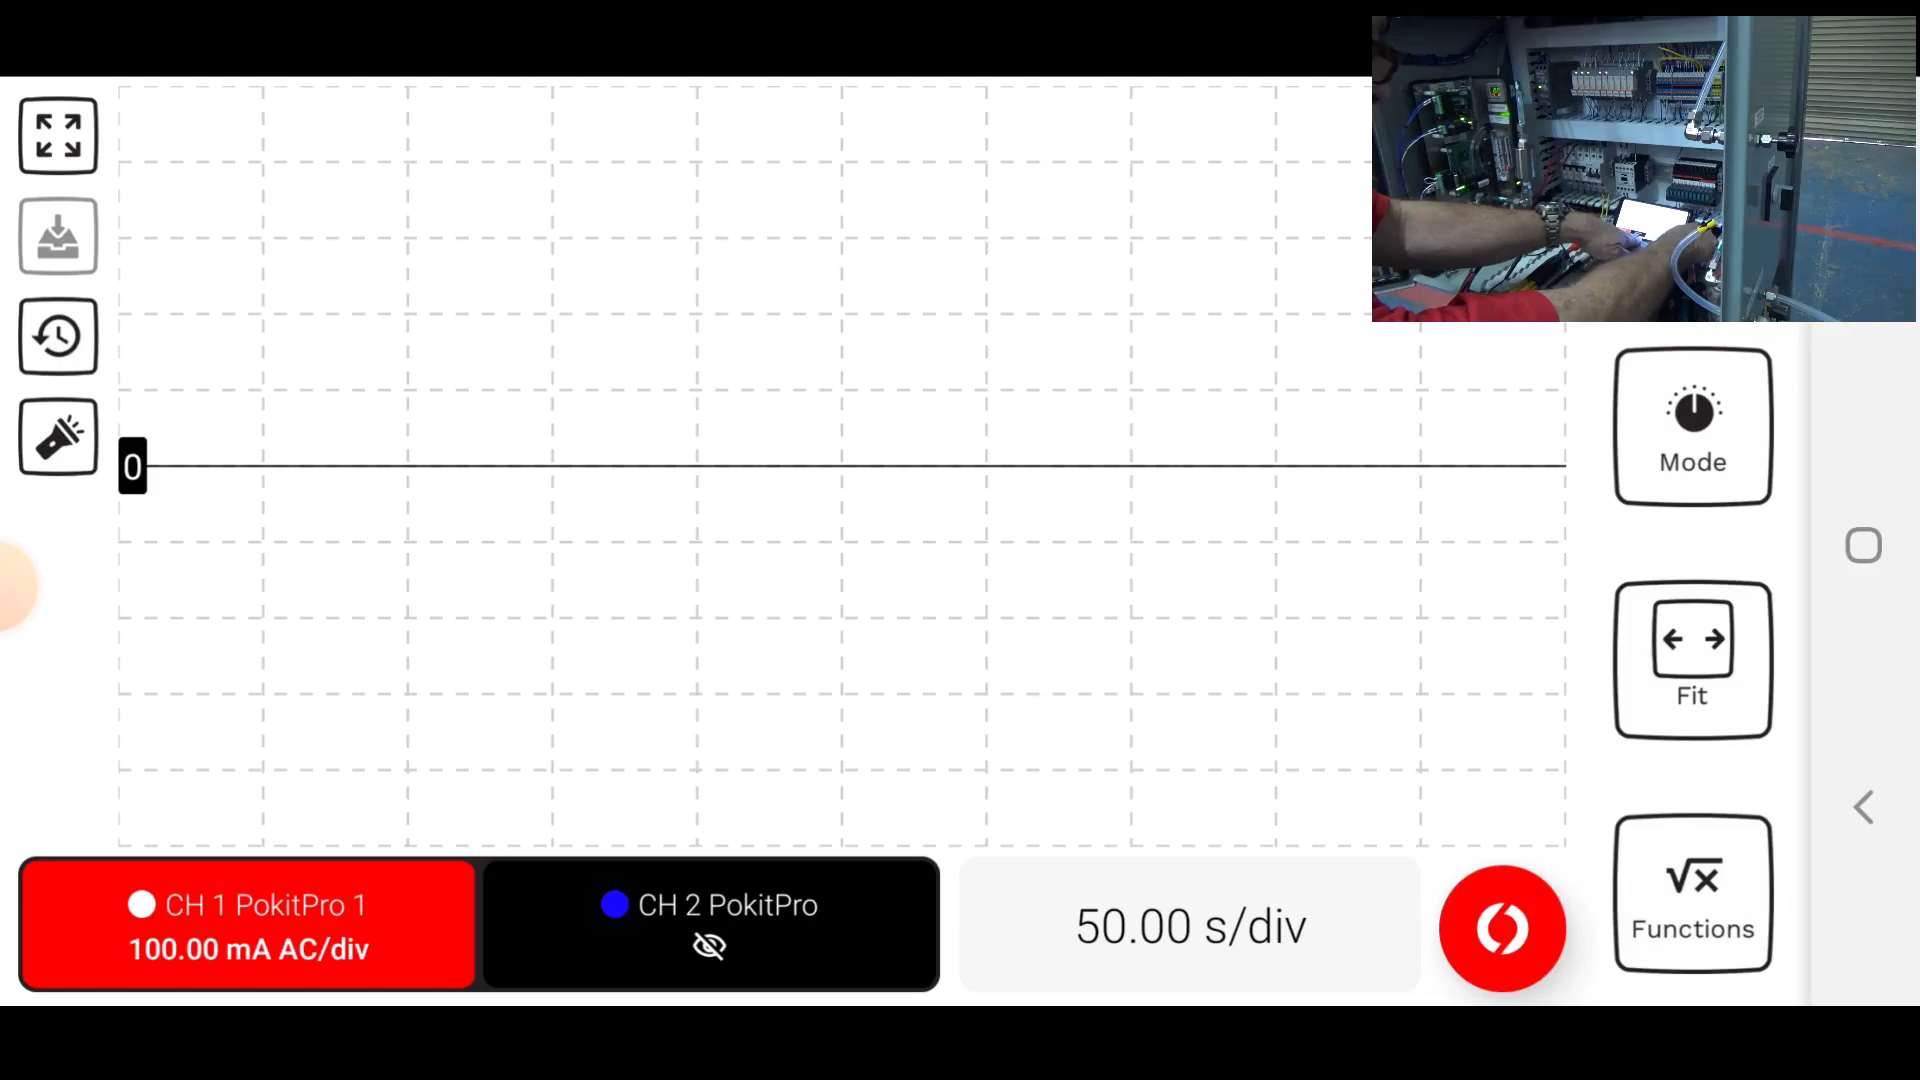 0
Mode
Fit
√x
Functions
CH 1 PokitPro 1
100.00 mA AC/div
CH 2 PokitPro
50.00 s/div